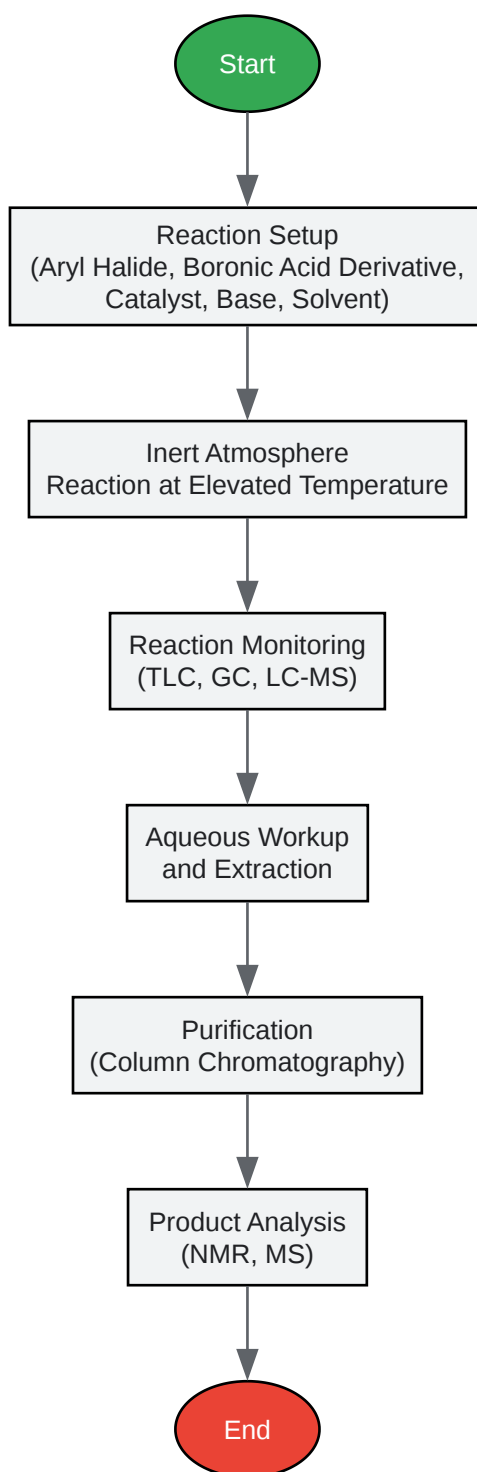 Start
Reaction Setup
(Aryl Halide, Boronic Acid Derivative,
Catalyst, Base, Solvent)
Inert Atmosphere
Reaction at Elevated Temperature
Reaction Monitoring
(TLC, GC, LC-MS)
Aqueous Workup
and Extraction
Purification
(Column Chromatography)
Product Analysis
(NMR, MS)
End